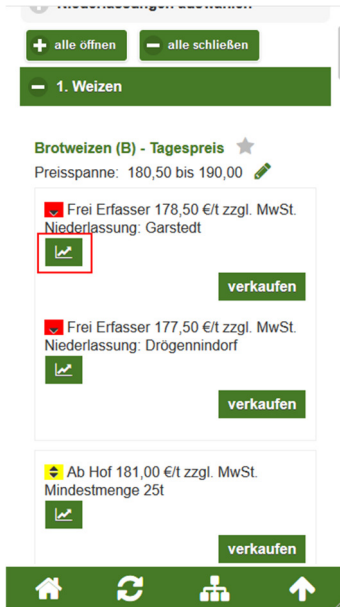 Niederlassungen auswählen
alle öffnen
alle schließen
1. Weizen
Brotweizen (B) - Tagespreis
Preisspanne: 180,50 bis 190,00
Frei Erfasser 178,50 €/t zzgl. MwSt.
Niederlassung: Garstedt
verkaufen
Frei Erfasser 177,50 €/t zzgl. MwSt.
Niederlassung: Drögennindorf
verkaufen
Ab Hof 181,00 €/t zzgl. MwSt.
Mindestmenge 25t
verkaufen